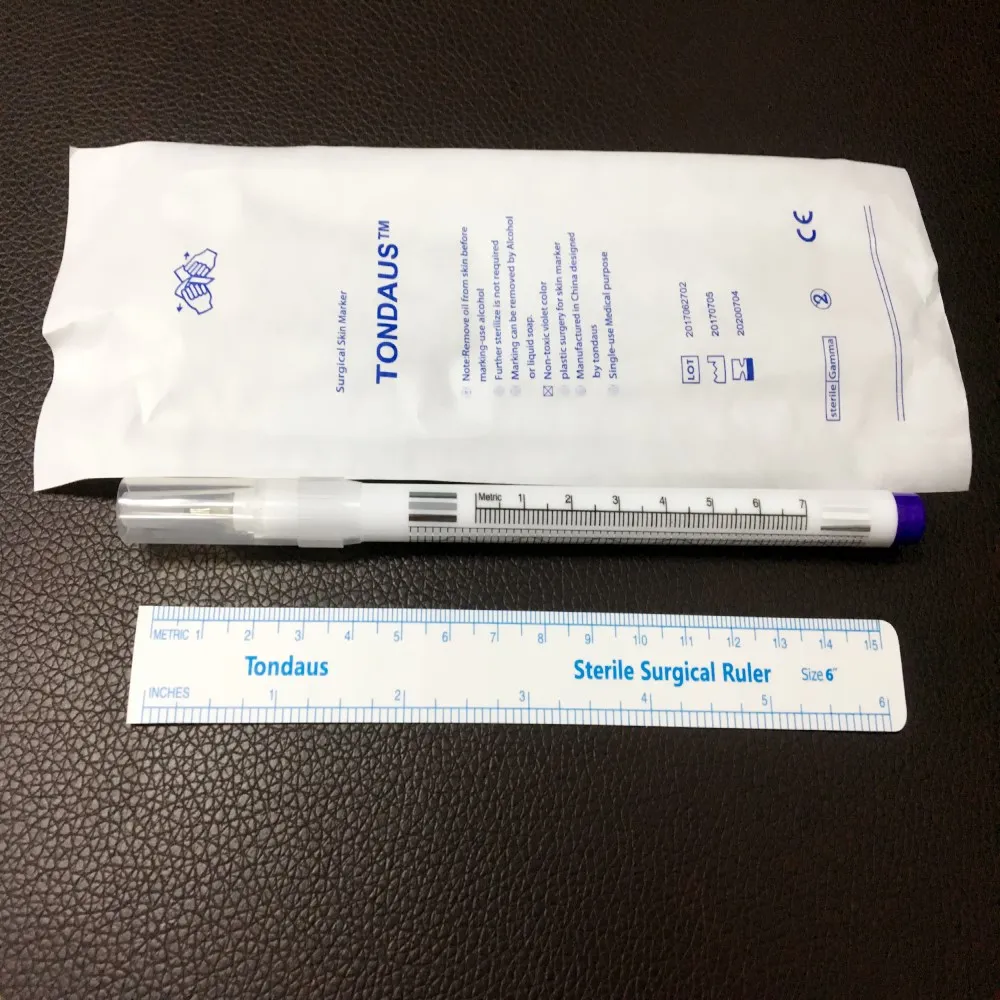 Surgical Skin Marker
TONDAUS™
Note:Remove oil from skin before
marking-use alcohol
Further sterilize is not required
Marking can be removed by Alcohol
or liquid soap.
Non-toxic violet color
plastic surgery for skin marker
Manufactured in China designed
by tondaus
Single-use Medical purpose
LOT 2017062702
20170705
20200704
sterile Gamma
2
CE
Metric 1 2 3 4 5 6 7
METRIC 1 2 3 4 5 6 7 8 9 10 11 12 13 14 15
Tondaus Sterile Surgical Ruler Size 6"
INCHES 1 2 3 4 5 6